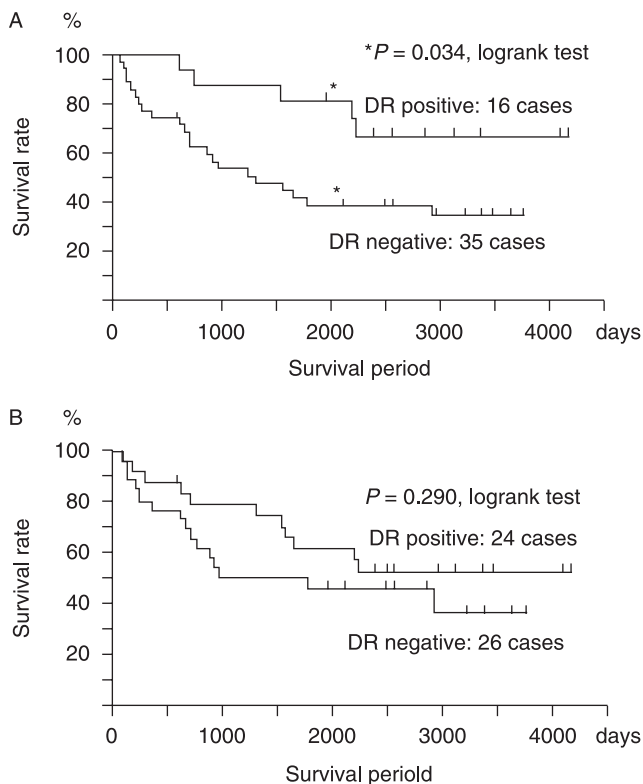 A
%
*P = 0.034, logrank test
DR positive: 16 cases
DR negative: 35 cases
*
*
100
80
60
40
20
Survival rate
0 1000 2000 3000 4000 days
Survival period
B
%
P = 0.290, logrank test
DR positive: 24 cases
DR negative: 26 cases
100
80
60
40
20
Survival rate
0 1000 2000 3000 4000 days
Survival periold